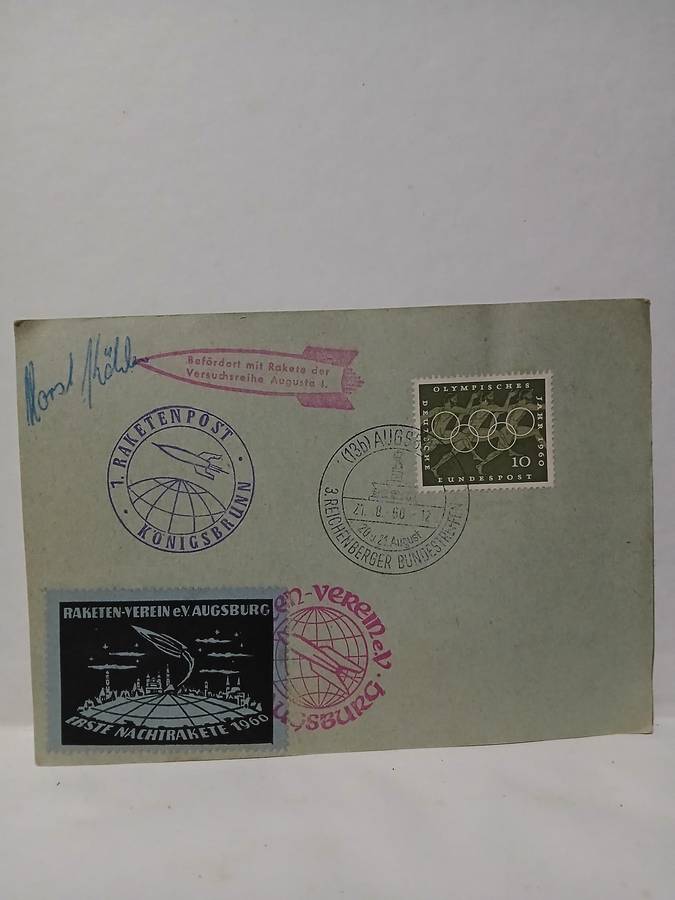 Horst Köhler
Befördert mit Rakete der
Versuchsreihe Augusta I.
1. RAKETENPOST
KÖNIGSBRUNN
OLYMPISCHES
JAHR 1960
DEUTSCHE
BUNDESPOST
10
(13b) AUGSB
21. 8. 60 - 12
20. u. 21. August
3. REICHENBERGER BUNDESTREFFEN
RAKETEN-VEREIN e.V. AUGSBURG
ERSTE NACHTRAKETE 1960
EN-VEREIN e.V.
UGSBURG